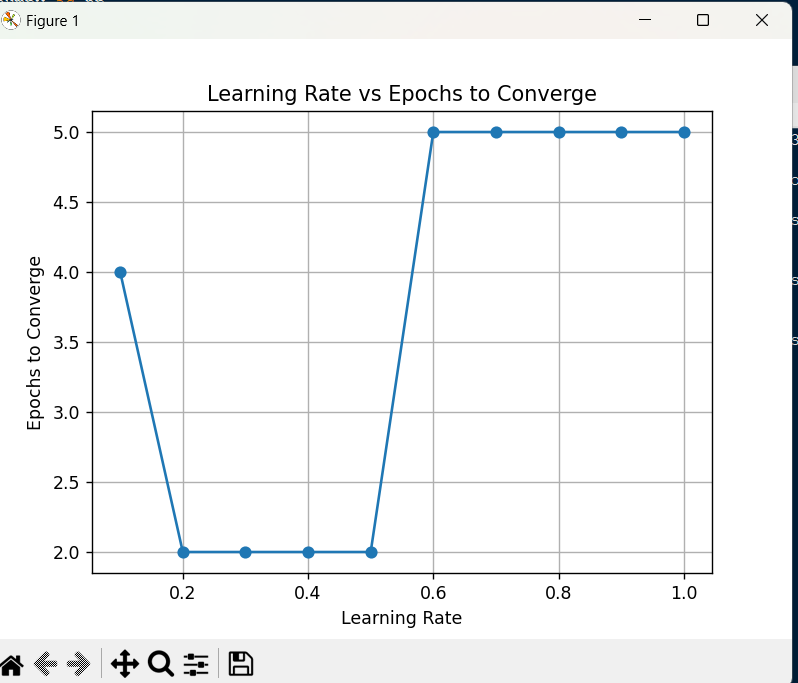 Figure 1
Learning Rate vs Epochs to Converge
5.0
4.5
4.0
3.5
3.0
2.5
2.0
Epochs to Converge
0.2 0.4 0.6 0.8 1.0
Learning Rate